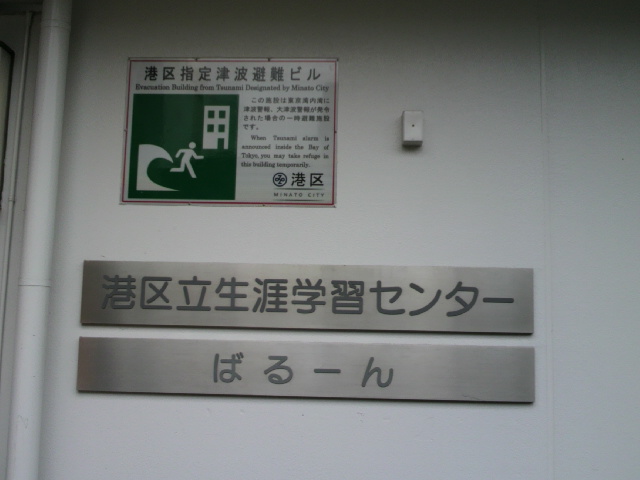 港区指定津波避難ビル
Evacuation Building from Tsunami Designated by Minato City
この施設は東京湾内湾に
津波警報、大津波警報が発令
された場合の一時避難施設
です。
When Tsunami alarm is
announced inside the Bay of
Tokyo, you may take refuge in
this building temporarily.
港区
MINATO CITY
港区立生涯学習センター
ばるーん